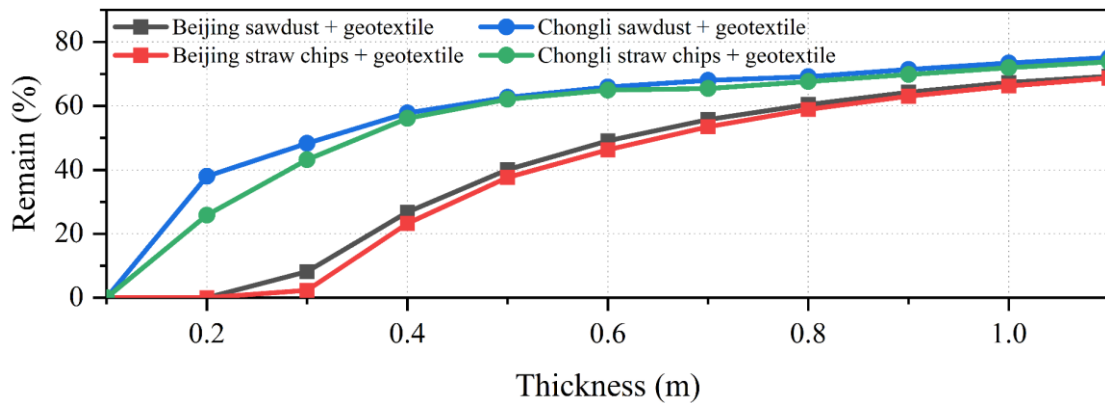 Beijing sawdust + geotextile
Chongli sawdust + geotextile
Beijing straw chips + geotextile
Chongli straw chips + geotextile
Remain (%)
80
60
40
20
0
0.2
0.4
0.6
0.8
1.0
Thickness (m)